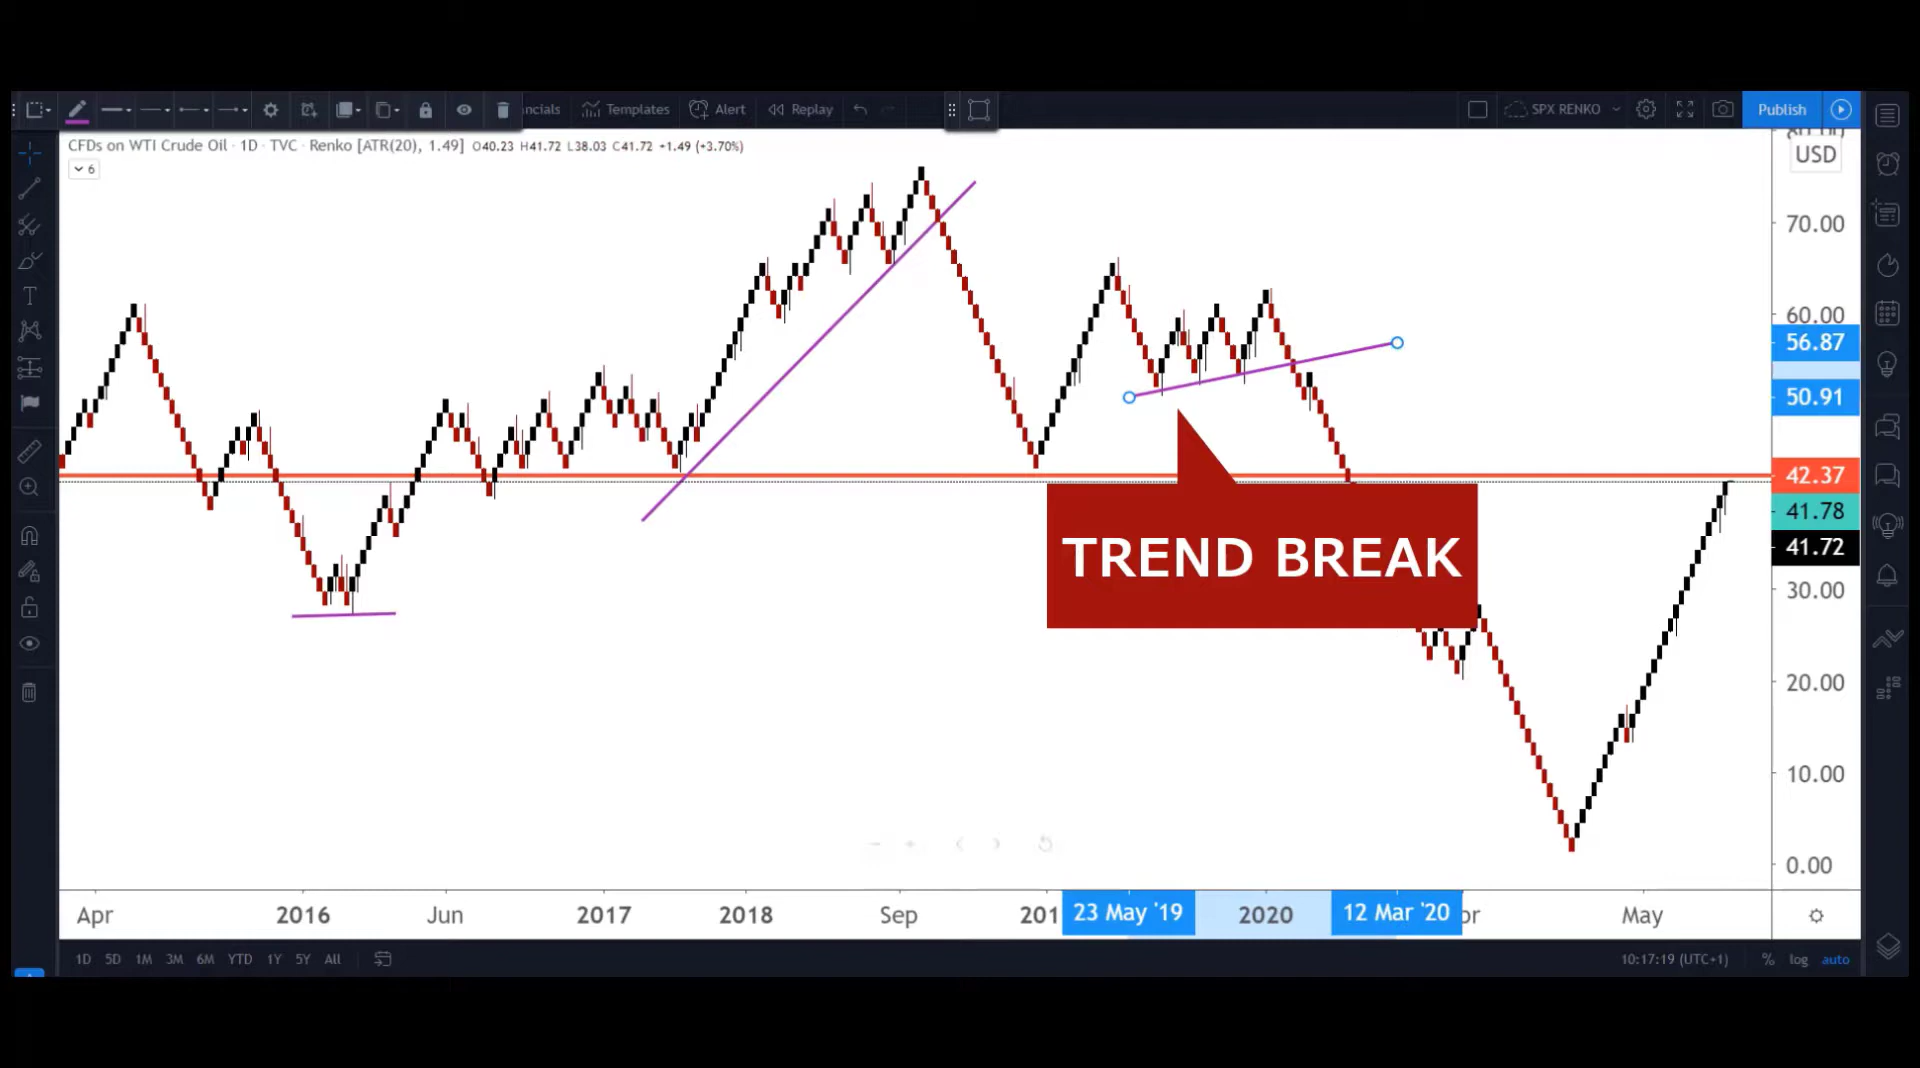 ncials Templates Alert Replay SPX RENKO Publish
CFDs on WTI Crude Oil · 1D · TVC · Renko [ATR(20), 1.49] O40.23 H41.72 L38.03 C41.72 +1.49 (+3.70%)
6
USD
70.00
60.00
56.87
50.91
42.37
41.78
41.72
30.00
20.00
10.00
0.00
TREND BREAK
Apr 2016 Jun 2017 2018 Sep 201 23 May '19 2020 12 Mar '20 or May
1D 5D 1M 3M 6M YTD 1Y 5Y All 10:17:19 (UTC+1) % log auto